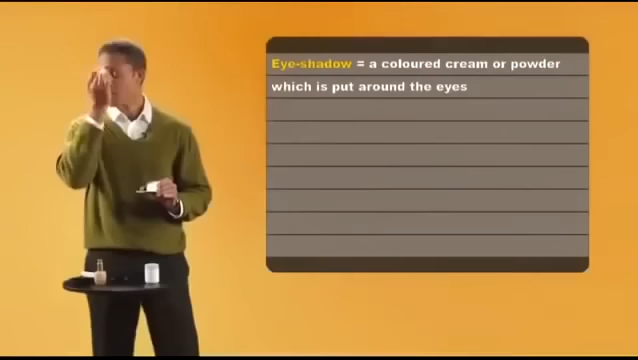 Eye-shadow = a coloured cream or powder
which is put around the eyes